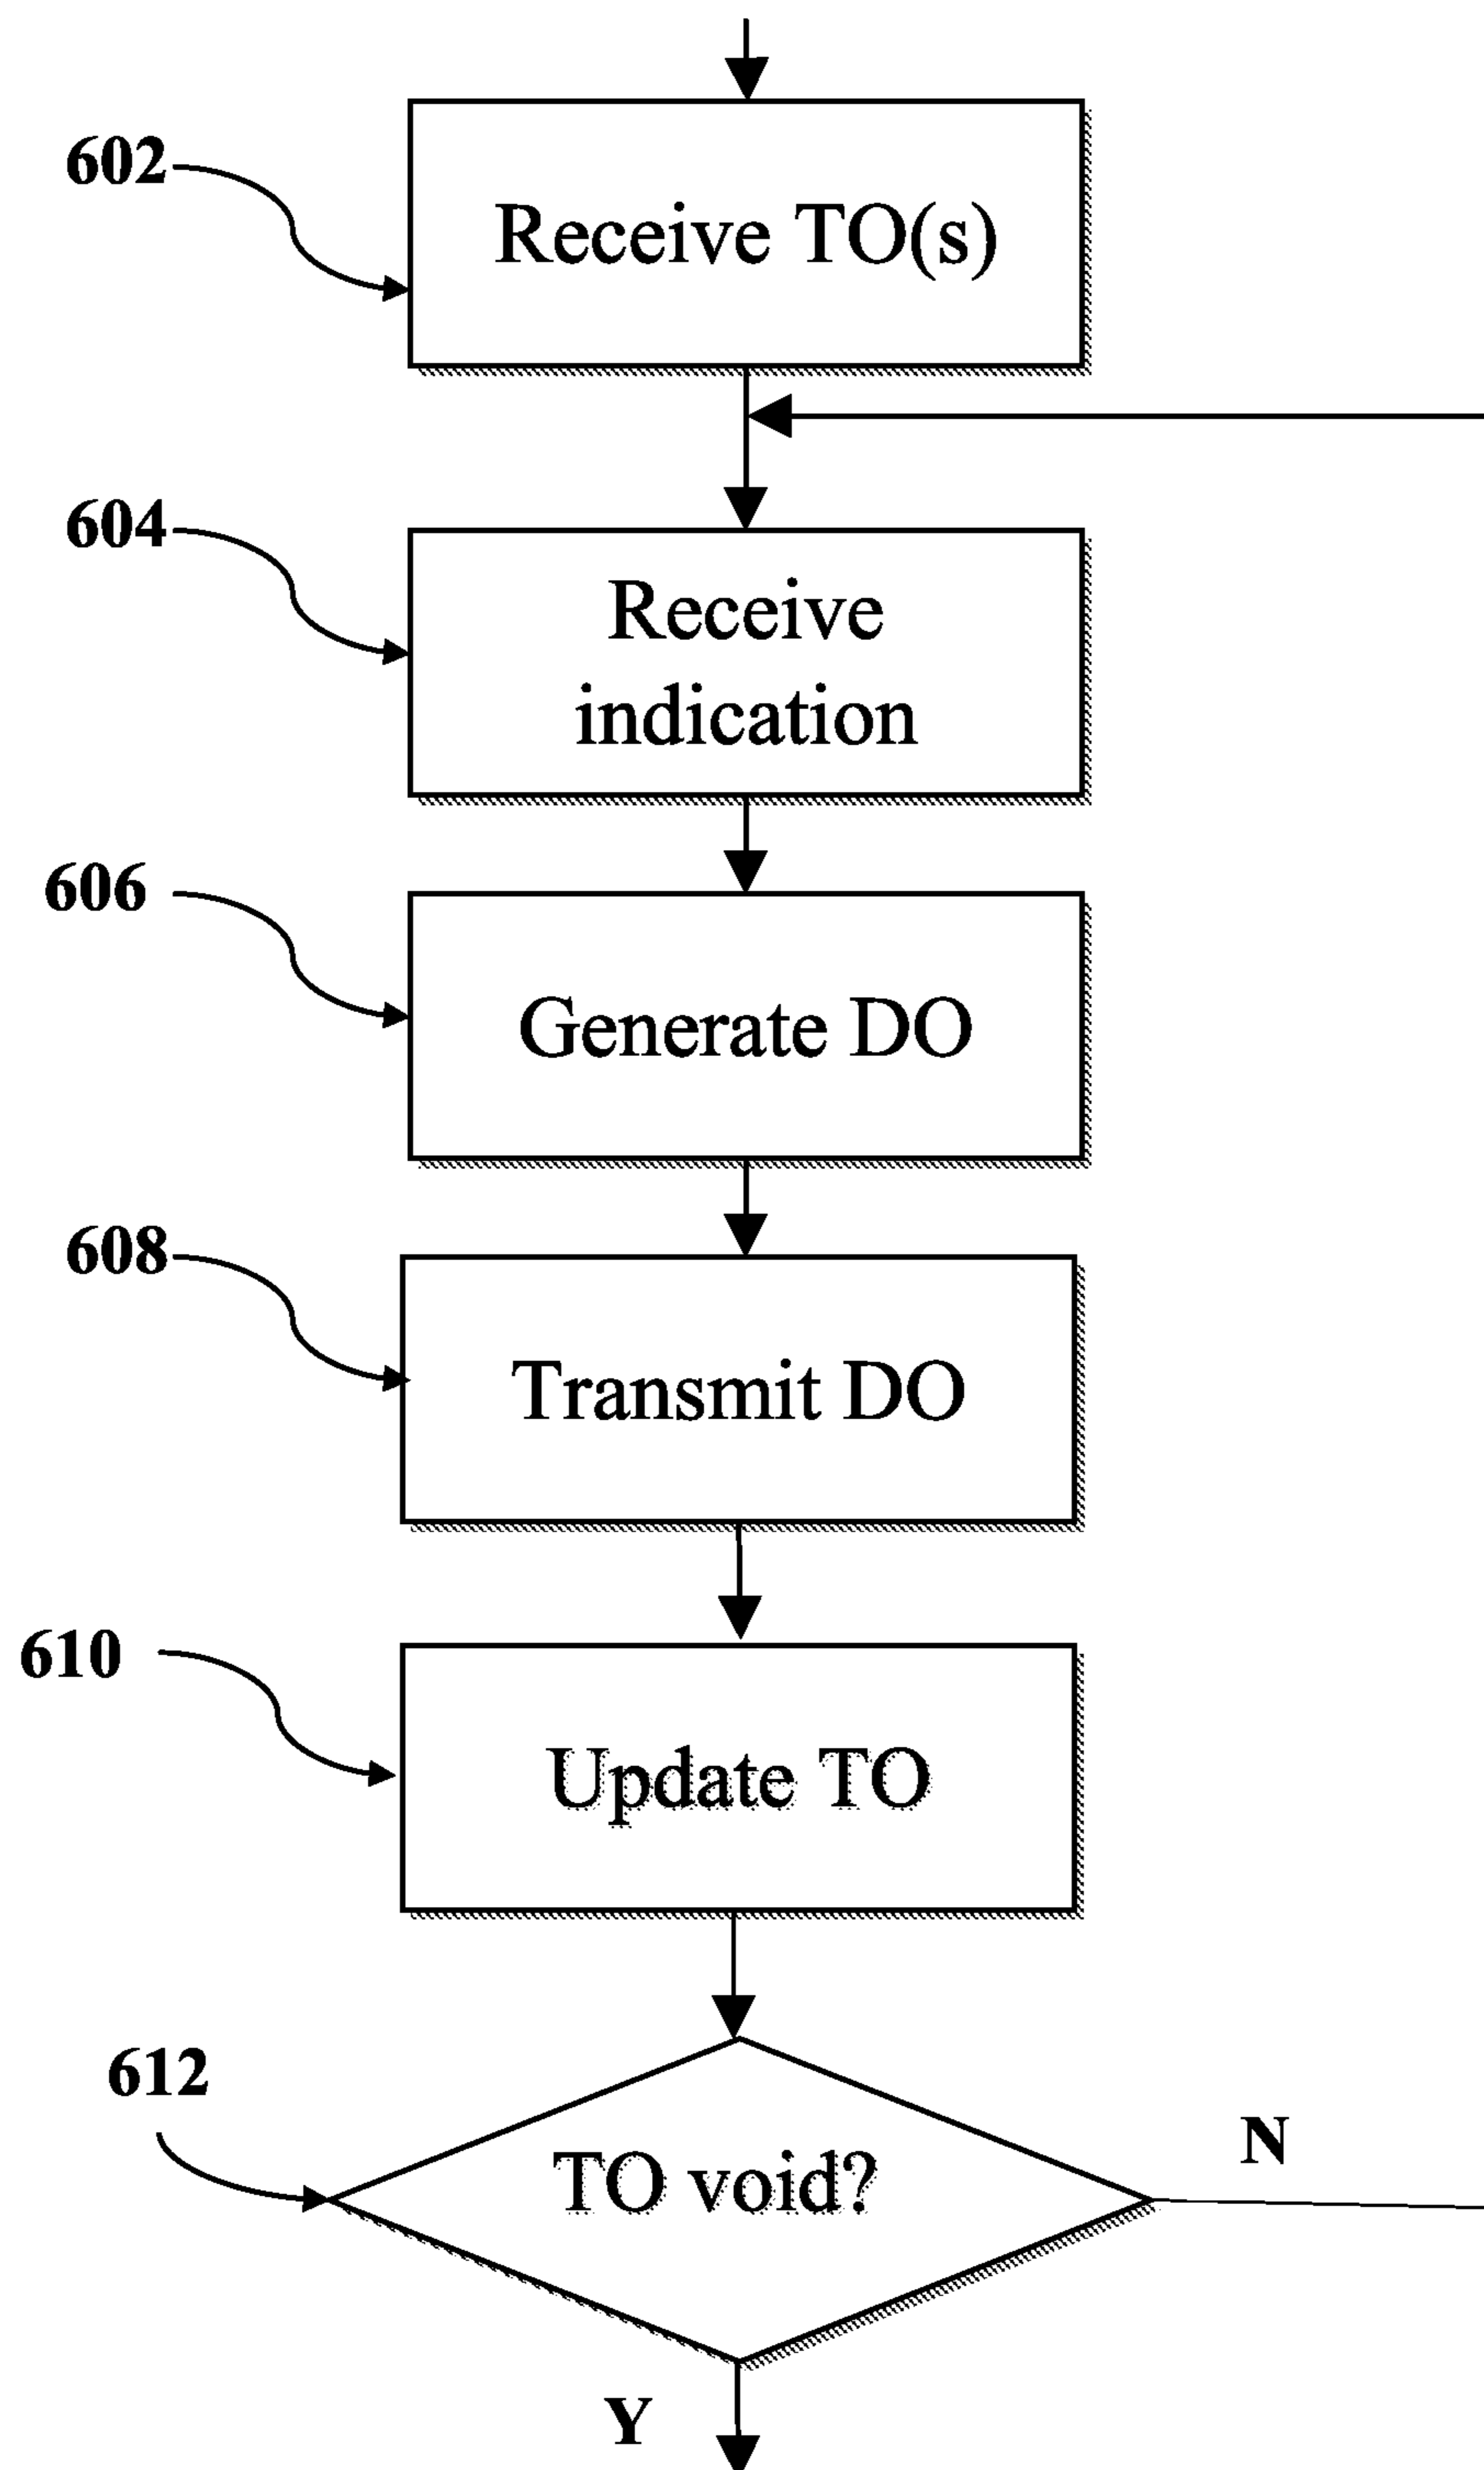 602
Receive TO(s)
604
Receive
indication
606
Generate DO
608
Transmit DO
610
Update TO
612
TO void?
N
Y